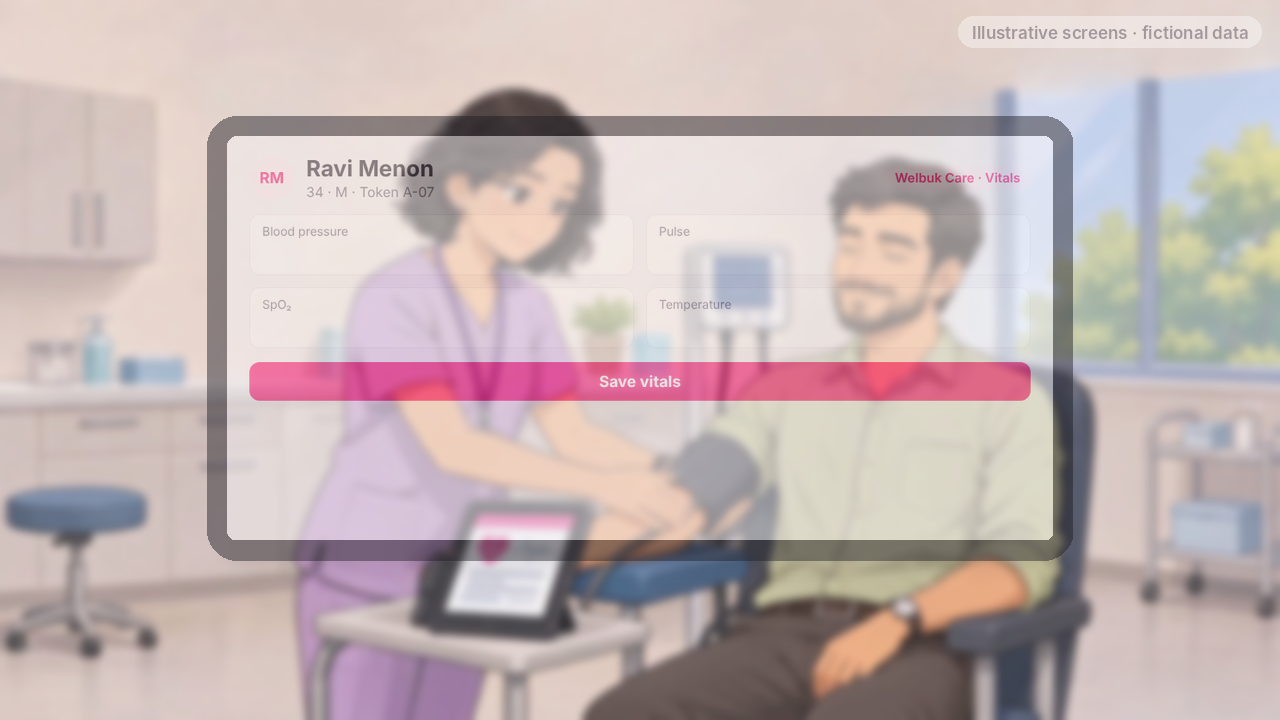 Illustrative screens · fictional data
RM
Ravi Menon
34 · M · Token A-07
Welbuk Care · Vitals
Blood pressure
Pulse
SpO₂
Temperature
Save vitals